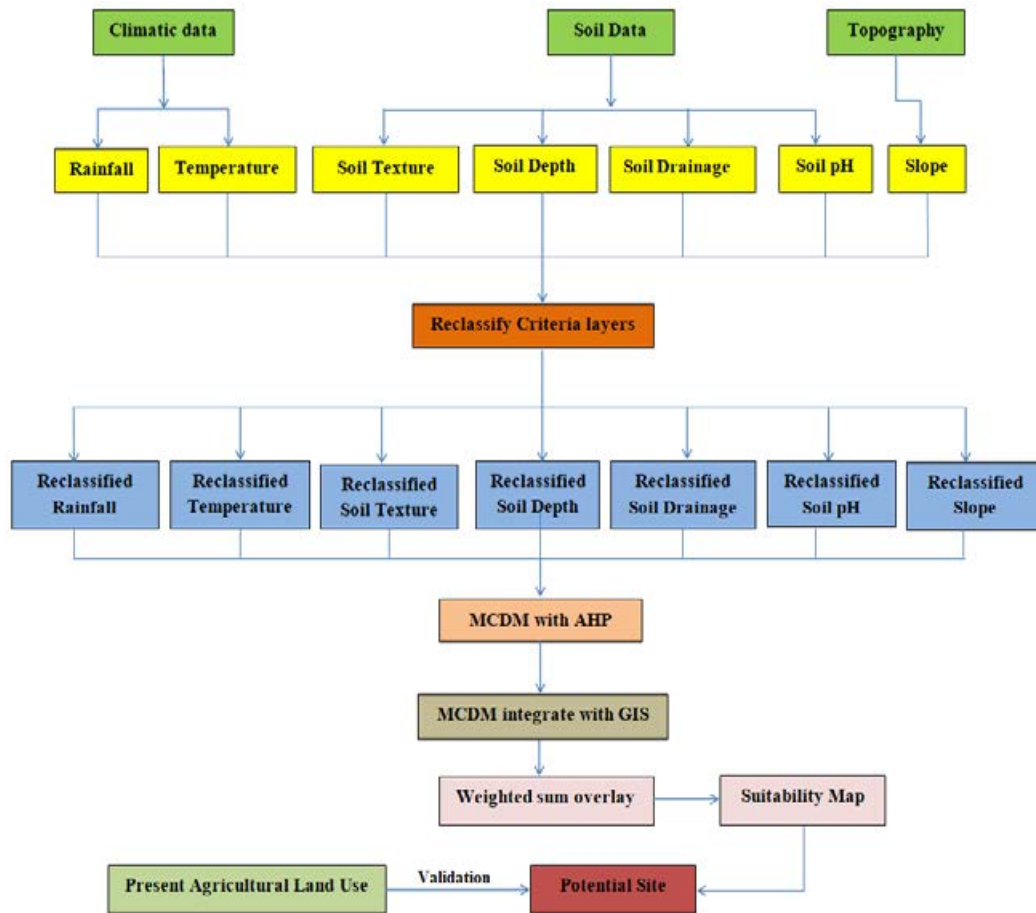 Climatic data
Soil Data
Topography
Rainfall
Temperature
Soil Texture
Soil Depth
Soil Drainage
Soil pH
Slope
Reclassify Criteria layers
Reclassified
Rainfall
Reclassified
Temperature
Reclassified
Soil Texture
Reclassified
Soil Depth
Reclassified
Soil Drainage
Reclassified
Soil pH
Reclassified
Slope
MCDM with AHP
MCDM integrate with GIS
Weighted sum overlay
Suitability Map
Present Agricultural Land Use
Validation
Potential Site